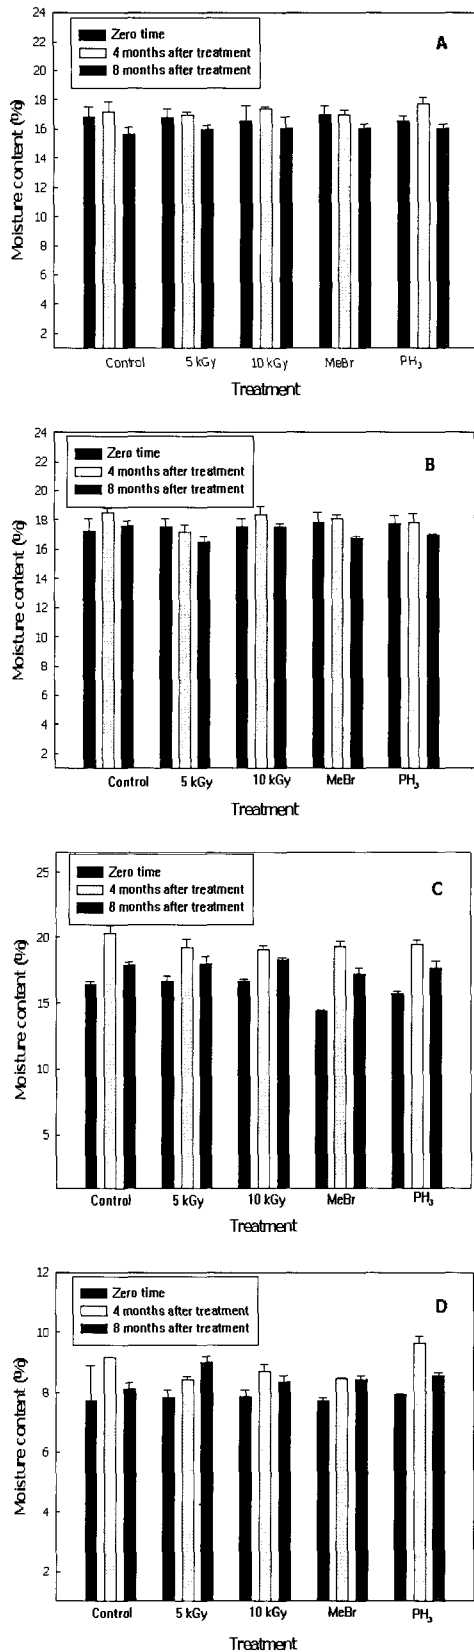 24
22
20
18
16
14
12
10
8
6
4
2
Moisture content (%)
Zero time
4 months after treatment
8 months after treatment
A
Control 5 kGy 10 kGy MeBr PH3
Treatment
24
22
20
18
16
14
12
10
8
6
4
2
Moisture content (%)
Zero time
4 months after treatment
8 months after treatment
B
Control 5 kGy 10 kGy MeBr PH3
Treatment
25
20
15
10
5
Moisture content (%)
Zero time
4 months after treatment
8 months after treatment
C
Control 5 kGy 10 kGy MeBr PH3
Treatment
12
10
8
6
4
2
Moisture content (%)
Zero time
4 months after treatment
8 months after treatment
D
Control 5 kGy 10 kGy MeBr PH3
Treatment